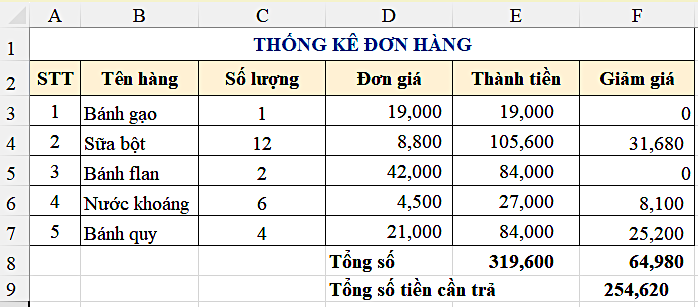 A B C D E F
1 THỐNG KÊ ĐƠN HÀNG
2 STT Tên hàng Số lượng Đơn giá Thành tiền Giảm giá
3 1 Bánh gạo 1 19,000 19,000 0
4 2 Sữa bột 12 8,800 105,600 31,680
5 3 Bánh flan 2 42,000 84,000 0
6 4 Nước khoáng 6 4,500 27,000 8,100
7 5 Bánh quy 4 21,000 84,000 25,200
8 Tổng số 319,600 64,980
9 Tổng số tiền cần trả 254,620